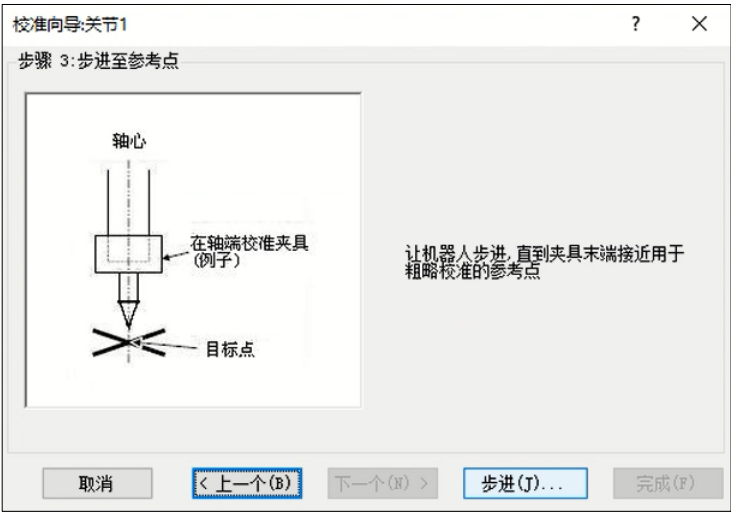 校准向导:关节1
?
步骤 3:步进至参考点
轴心
在轴端校准夹具
(例子)
目标点
让机器人步进,直到夹具末端接近用于
粗略校准的参考点
取消
< 上一个(B)
下一个(N) >
步进(J)...
完成(F)